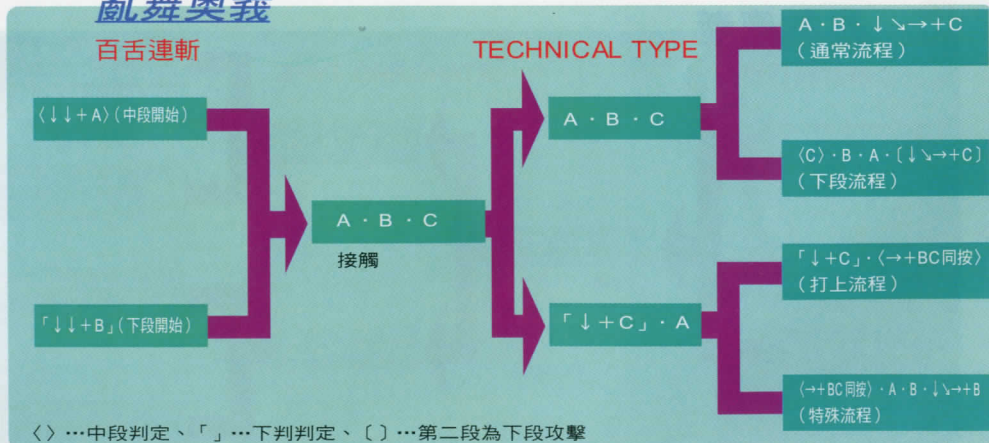 亂舞奧義
百舌連斬
TECHNICAL TYPE
〈↓↓+A〉(中段開始)
「↓↓+B」(下段開始)
A・B・C
接觸
A・B・C
「↓+C」・A
A・B・↓↘→+C
(通常流程)
〈C〉・B・A・〔↓↘→+C〕
(下段流程)
「↓+C」・〈→+BC同按〉
(打上流程)
〈→+BC同按〉・A・B・↓↘→+B
(特殊流程)
〈〉…中段判定、「」…下判判定、〔〕…第二段為下段攻擊